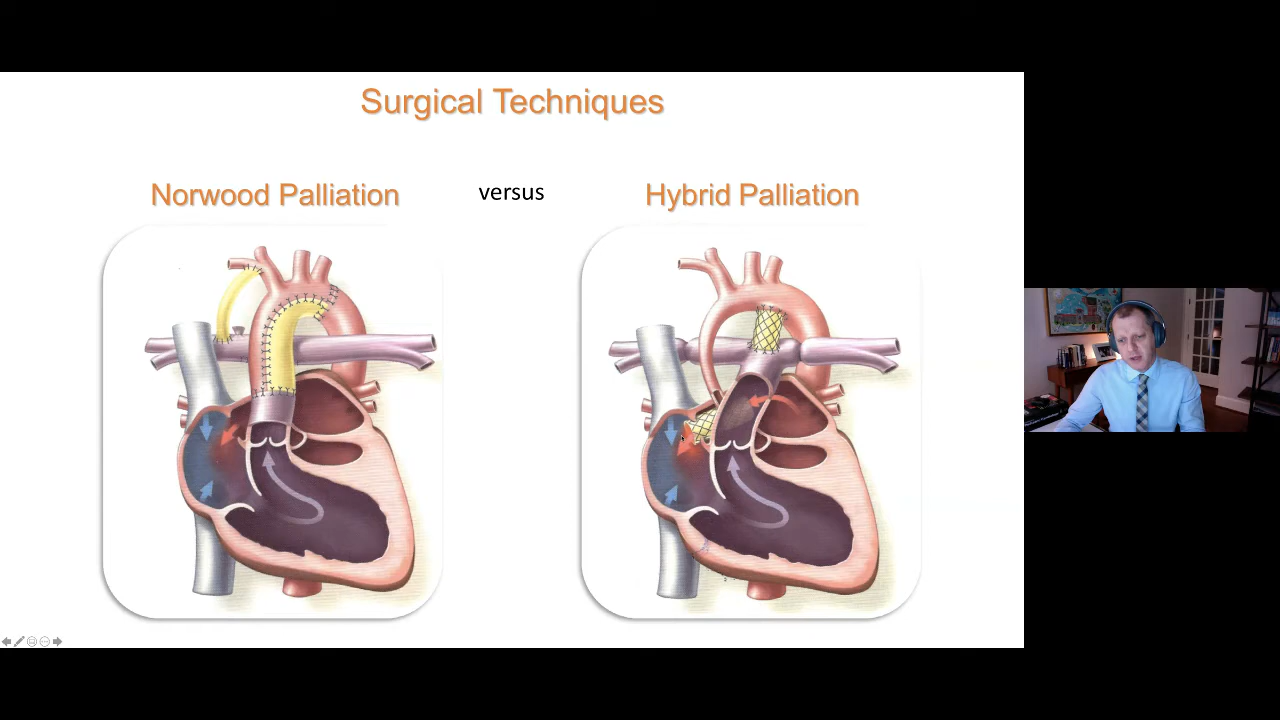 Surgical Techniques
Norwood Palliation
versus
Hybrid Palliation